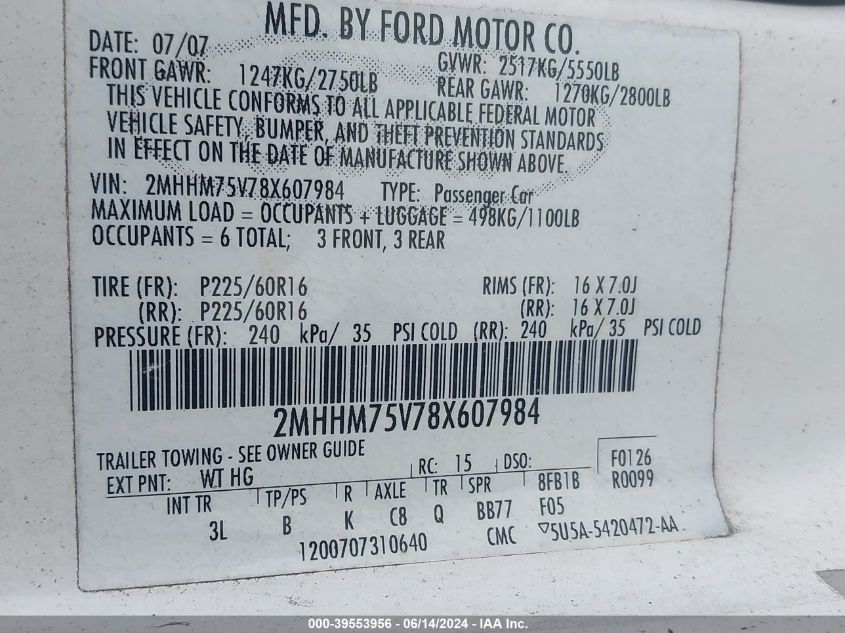 MFD. BY FORD MOTOR CO.
DATE: 07/07 GVWR: 2517KG/5550LB
FRONT GAWR: 1247KG/2750LB REAR GAWR: 1270KG/2800LB
THIS VEHICLE CONFORMS TO ALL APPLICABLE FEDERAL MOTOR
VEHICLE SAFETY, BUMPER, AND THEFT PREVENTION STANDARDS
IN EFFECT ON THE DATE OF MANUFACTURE SHOWN ABOVE.
VIN: 2MHHM75V78X607984 TYPE: Passenger Car
MAXIMUM LOAD = OCCUPANTS + LUGGAGE = 498KG/1100LB
OCCUPANTS = 6 TOTAL; 3 FRONT, 3 REAR
TIRE (FR): P225/60R16 RIMS (FR): 16 X 7.0J
(RR): P225/60R16 (RR): 16 X 7.0J
PRESSURE (FR): 240 kPa/ 35 PSI COLD (RR): 240 kPa/ 35 PSI COLD
2MHHM75V78X607984
TRAILER TOWING - SEE OWNER GUIDE
EXT PNT: WT HG RC: 15 DSO: F0126
R0099
INT TR TP/PS R AXLE TR SPR 8FB1B
3L B K C8 Q BB77 F05
1200707310640 CMC ▽5U5A-5420472-AA
000-39553956 - 06/14/2024 - IAA Inc.